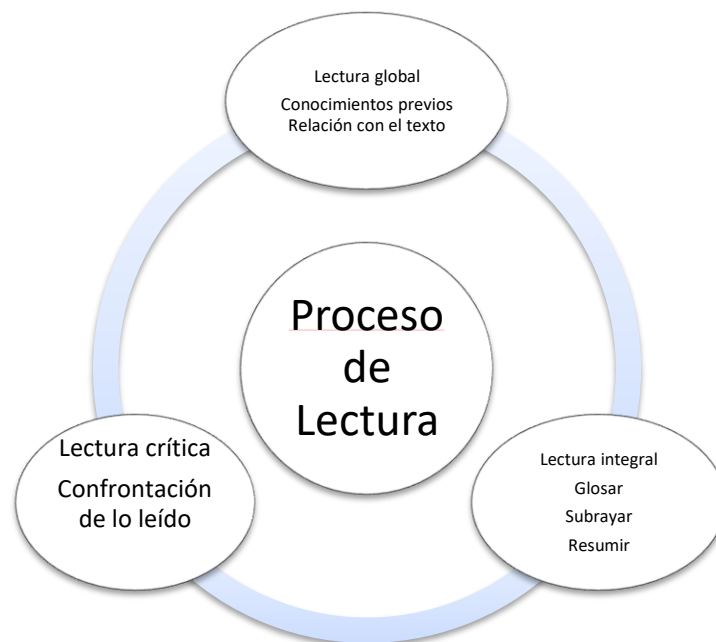 Lectura global
Conocimientos previos
Relación con el texto
Proceso
de
Lectura
Lectura crítica
Confrontación
de lo leído
Lectura integral
Glosar
Subrayar
Resumir